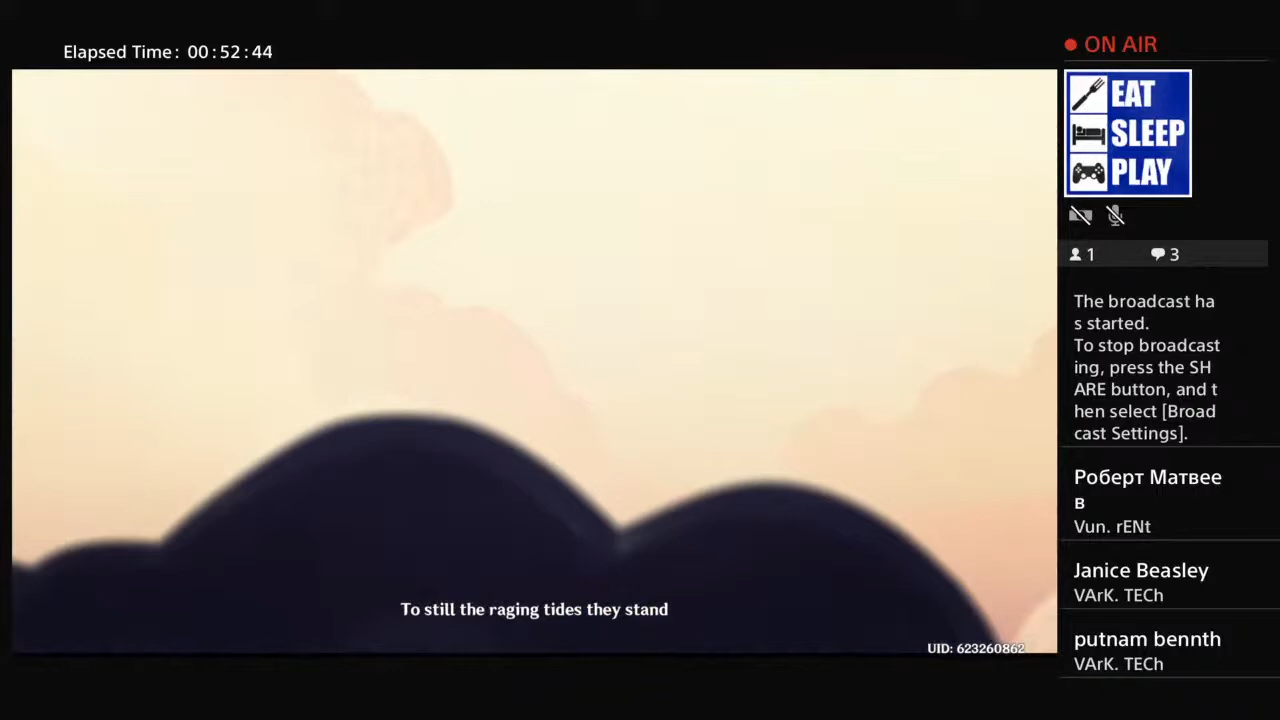 Elapsed Time: 00:52:44
ON AIR
EAT
SLEEP
PLAY
1
3
The broadcast ha
s started.
To stop broadcast
ing, press the SH
ARE button, and t
hen select [Broad
cast Settings].
Роберт Матвее
в
Vun. rENt
Janice Beasley
VArK. TECh
putnam bennth
VArK. TECh
To still the raging tides they stand
UID: 623260862